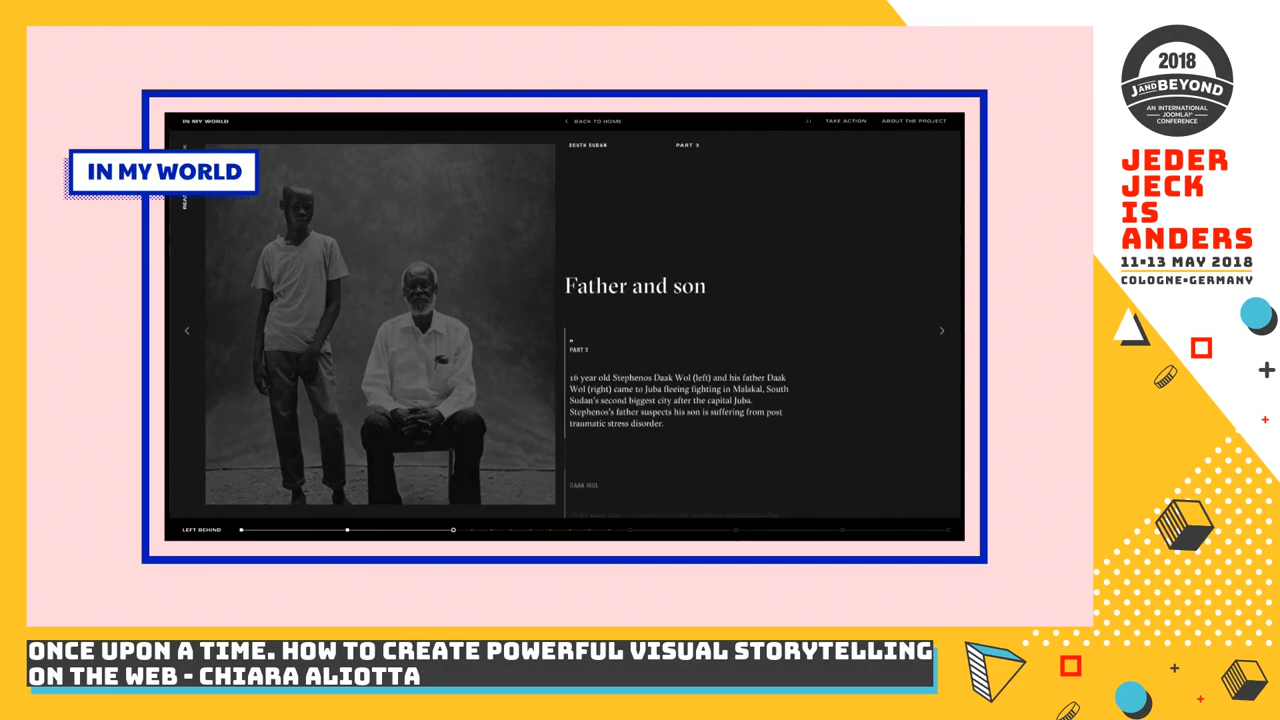 IN MY WORLD
BACK TO HOME
TAKE ACTION
ABOUT THE PROJECT
IN MY WORLD
SOUTH SUDAN
PART 3
Father and son
PART 3
16 year old Stephenos Daak Wol (left) and his father Daak
Wol (right) came to Juba fleeing fighting in Malakal, South
Sudan's second biggest city after the capital Juba.
Stephenos's father suspects his son is suffering from post
traumatic stress disorder.
DAAK WOL
LEFT BEHIND
2018
JANDBEYOND
AN INTERNATIONAL
JOOMLA!®
CONFERENCE
JEDER
JECK
IS
ANDERS
11-13 MAY 2018
COLOGNE•GERMANY
ONCE UPON A TIME. HOW TO CREATE POWERFUL VISUAL STORYTELLING
ON THE WEB - CHIARA ALIOTTA